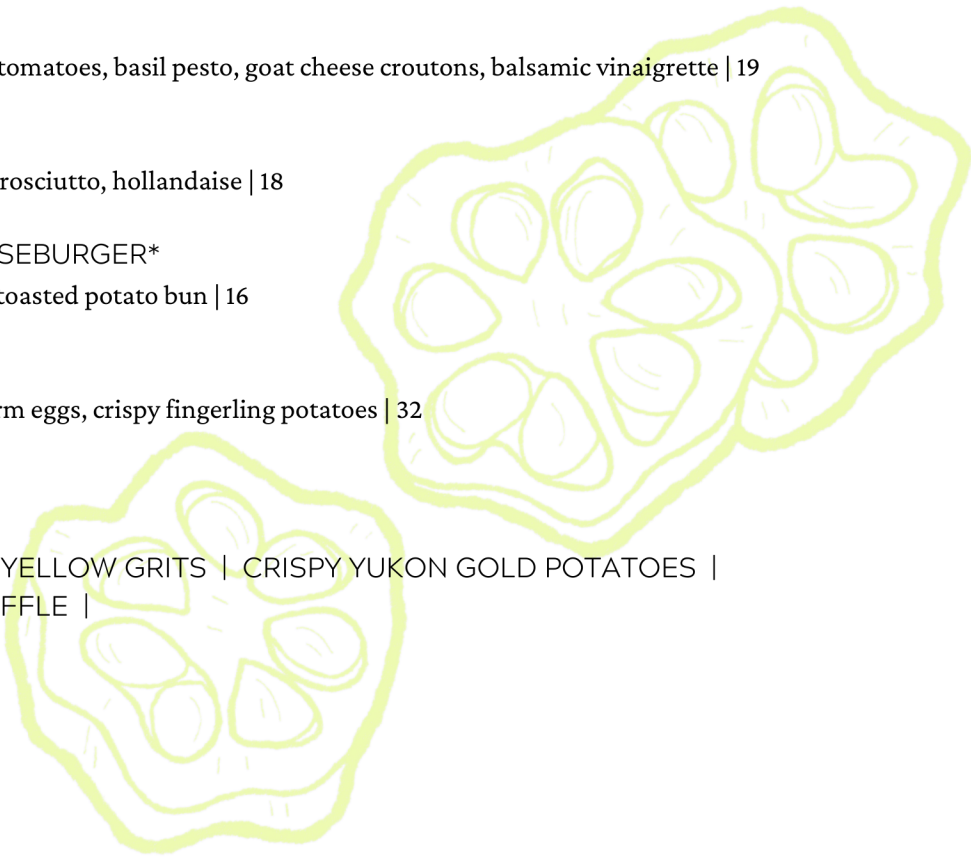 tomatoes, basil pesto, goat cheese croutons, balsamic vinaigrette | 19
rosciutto, hollandaise | 18
SEBURGER*
toasted potato bun | 16
rm eggs, crispy fingerling potatoes | 32
YELLOW GRITS | CRISPY YUKON GOLD POTATOES |
FFLE |